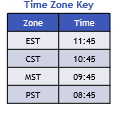 Time Zone Key
Zone Time
EST 11:45
CST 10:45
MST 09:45
PST 08:45